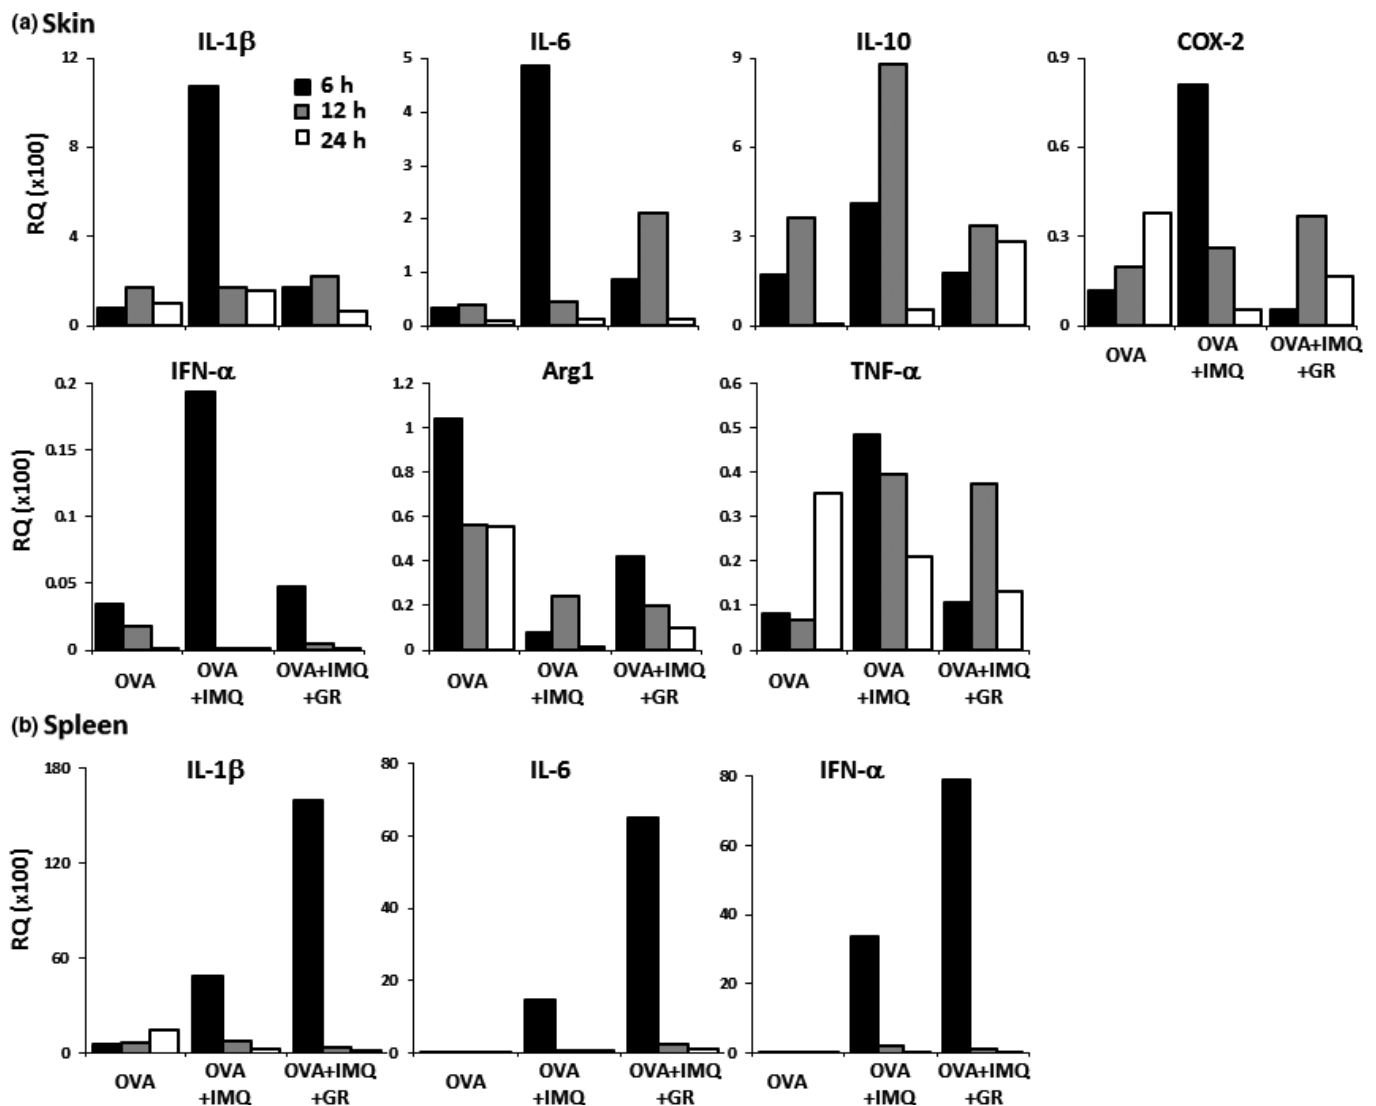 (a) Skin
IL-1β IL-6 IL-10 COX-2
12 5 9 0.9
6 h
12 h
24 h
4
8 6 0.6
3
RQ (x100)
2
4 3 0.3
1
0 0 0 0
OVA OVA +IMQ OVA+IMQ +GR
IFN-α Arg1 TNF-α
0.2 1.2 0.6
1 0.5
0.15
0.8 0.4
RQ (x100)
0.1 0.6 0.3
0.4 0.2
0.05
0.2 0.1
0 0 0
OVA OVA +IMQ OVA+IMQ +GR OVA OVA +IMQ OVA+IMQ +GR OVA OVA +IMQ OVA+IMQ +GR
(b) Spleen
IL-1β IL-6 IFN-α
180 80 80
120 60 60
RQ (x100)
40 40
60
20 20
0 0 0
OVA OVA +IMQ OVA+IMQ +GR OVA OVA +IMQ OVA+IMQ +GR OVA OVA +IMQ OVA+IMQ +GR